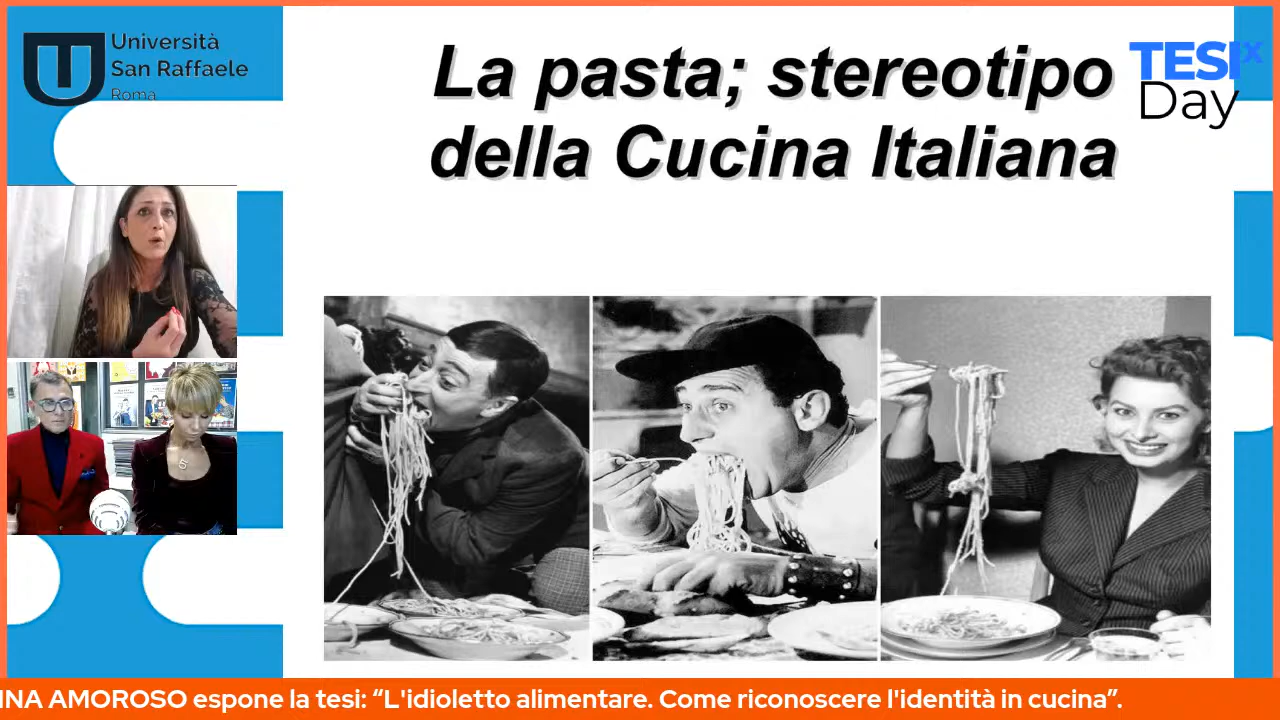 Università
San Raffaele
Roma
La pasta; stereotipo
della Cucina Italiana
TESI x
Day
INA AMOROSO espone la tesi: “L'idioletto alimentare. Come riconoscere l'identità in cucina”.